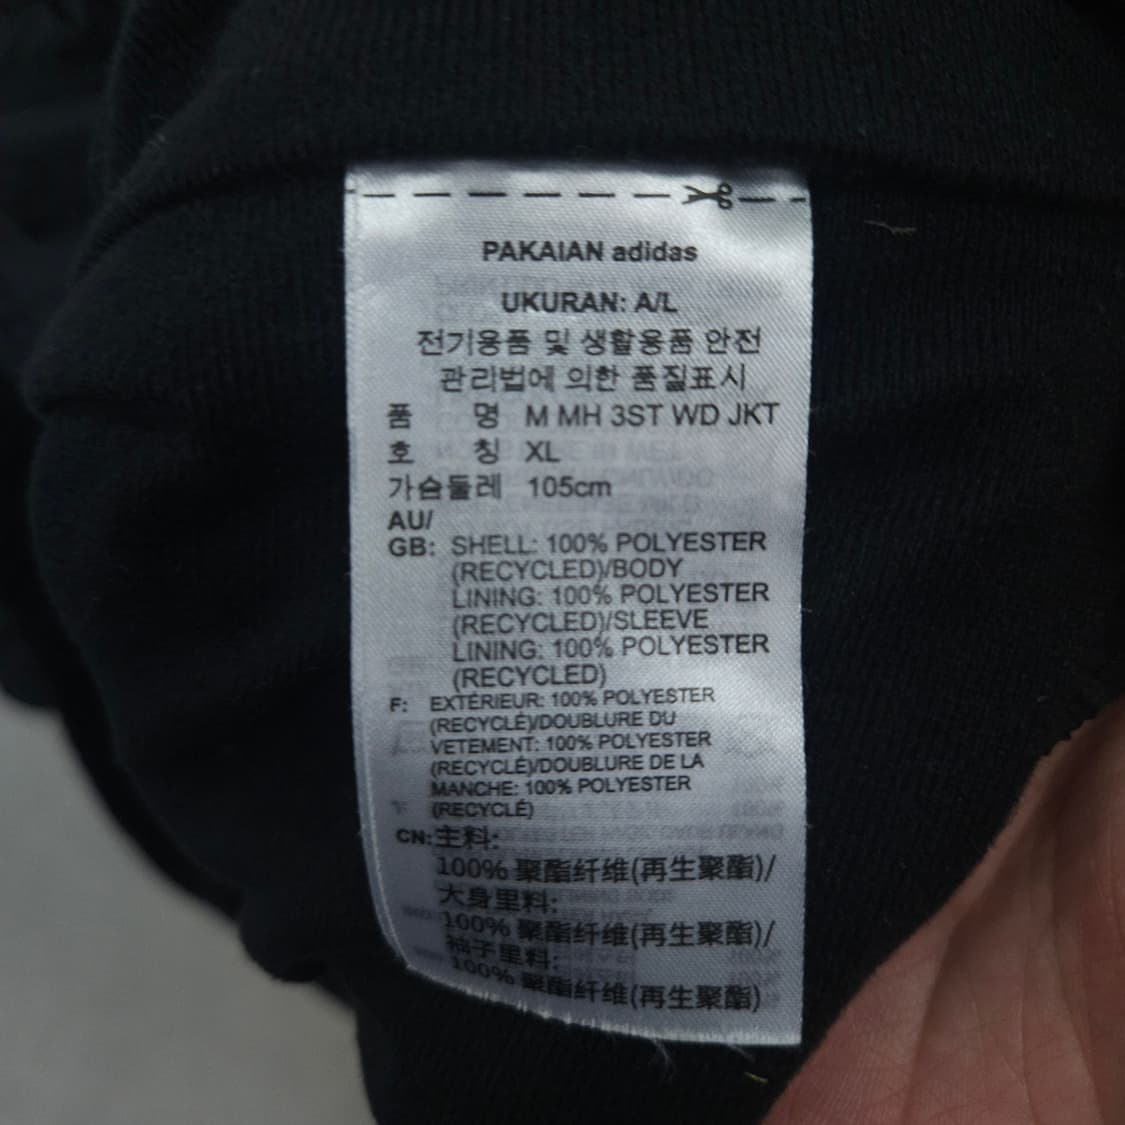 PAKAIAN adidas
UKURAN: A/L
전기용품 및 생활용품 안전
관리법에 의한 품질표시
품 명 M MH 3ST WD JKT
호 칭 XL
가슴둘레 105cm
AU/
GB: SHELL: 100% POLYESTER
(RECYCLED)/BODY
LINING: 100% POLYESTER
(RECYCLED)/SLEEVE
LINING: 100% POLYESTER
(RECYCLED)
F: EXTÉRIEUR: 100% POLYESTER
(RECYCLÉ)/DOUBLURE DU
VETEMENT: 100% POLYESTER
(RECYCLÉ)/DOUBLURE DE LA
MANCHE: 100% POLYESTER
(RECYCLÉ)
CN: 主料:
100% 聚酯纤维(再生聚酯)/
大身里料:
100% 聚酯纤维(再生聚酯)/
袖子里料:
100% 聚酯纤维(再生聚酯)